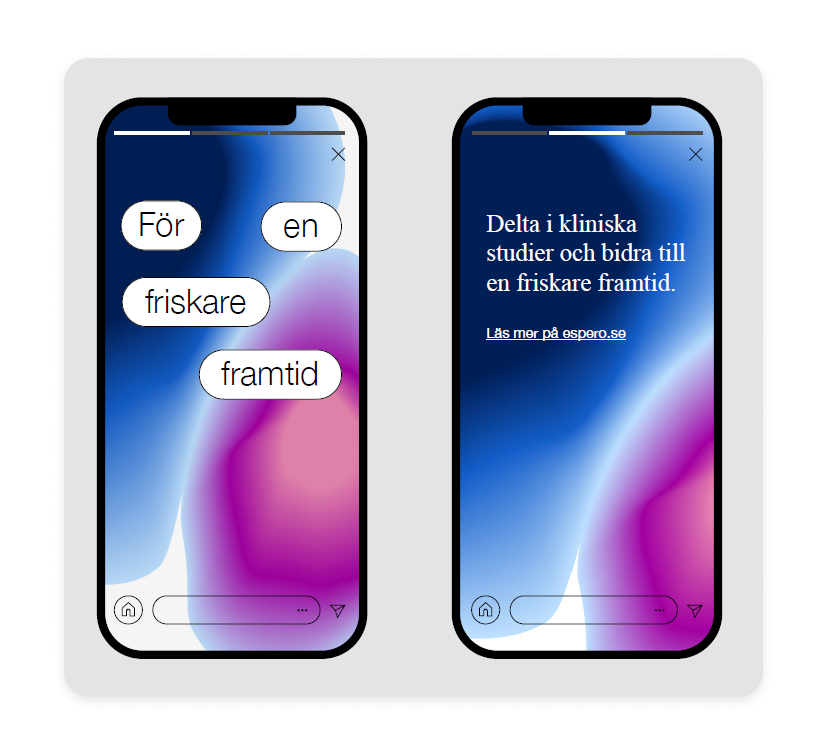 För en
friskare
framtid
Delta i kliniska
studier och bidra till
en friskare framtid.
Läs mer på espero.se